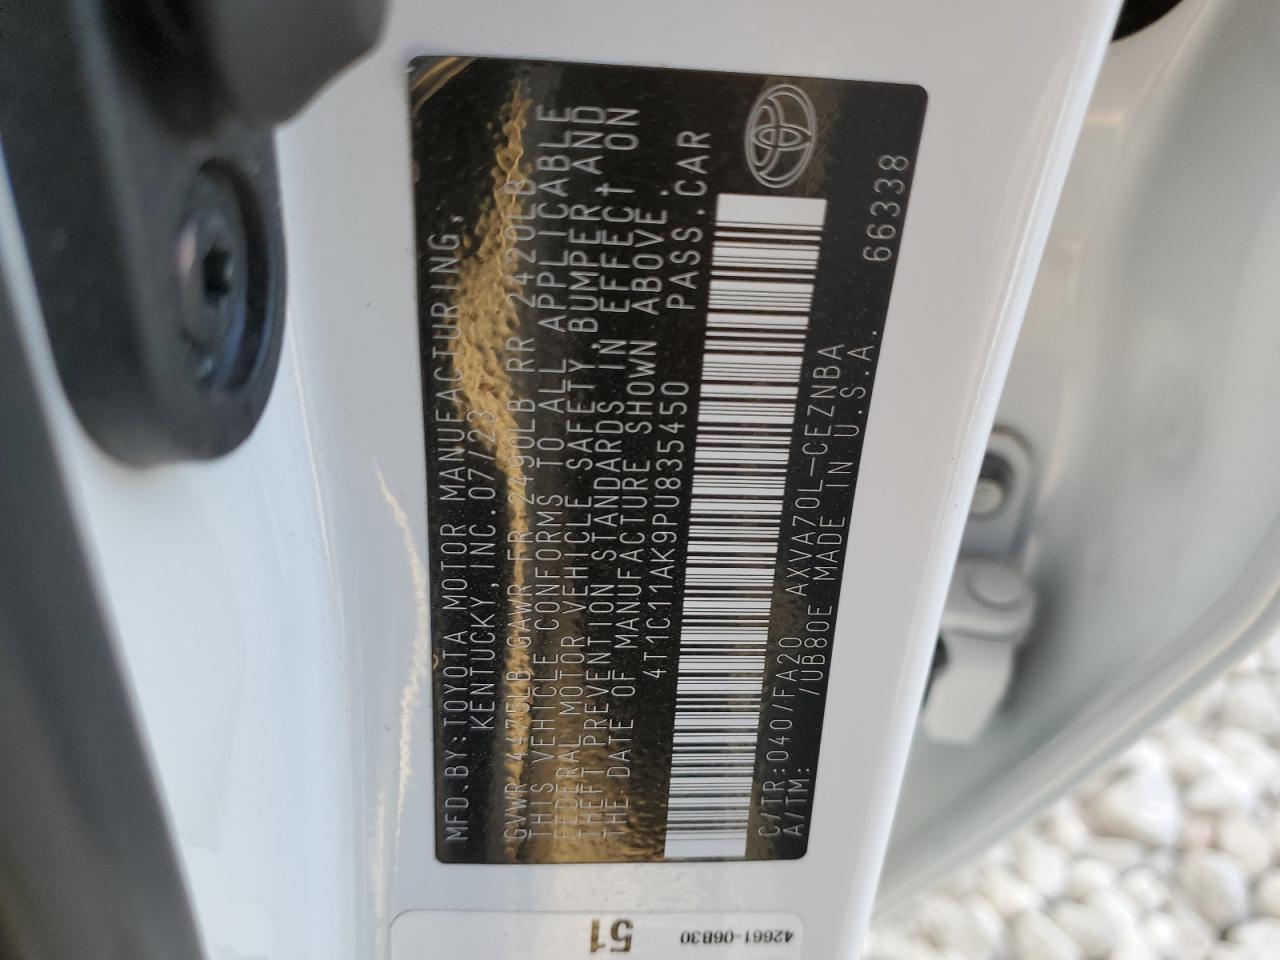 MFD.BY:TOYOTA MOTOR MANUFACTURING,
KENTUCKY,INC.07/23
GVWR 4475LB GAWR FR 2490LB RR 2420LB
THIS VEHICLE CONFORMS TO ALL APPLICABLE
FEDERAL MOTOR VEHICLE SAFETY,BUMPER,AND
THEFT PREVENTION STANDARDS IN EFFECT ON
THE DATE OF MANUFACTURE SHOWN ABOVE.
4T1C11AK9PU835450 PASS.CAR
C/TR:040/FA20 AXVA70L-CEZNBA
A/TM: /UB80E MADE IN U.S.A. 66338
51
42661-06B30